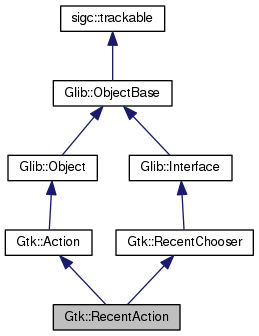 sigc::trackable
Glib::ObjectBase
Glib::Object
Glib::Interface
Gtk::Action
Gtk::RecentChooser
Gtk::RecentAction